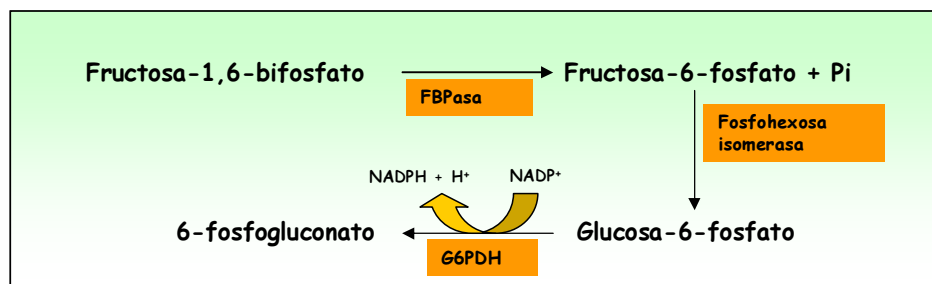 Fructosa-1,6-bifosfato
Fructosa-6-fosfato + Pi
FBPasa
Fosfohexosa
isomerasa
NADPH + H⁺
NADP⁺
6-fosfogluconato
Glucosa-6-fosfato
G6PDH